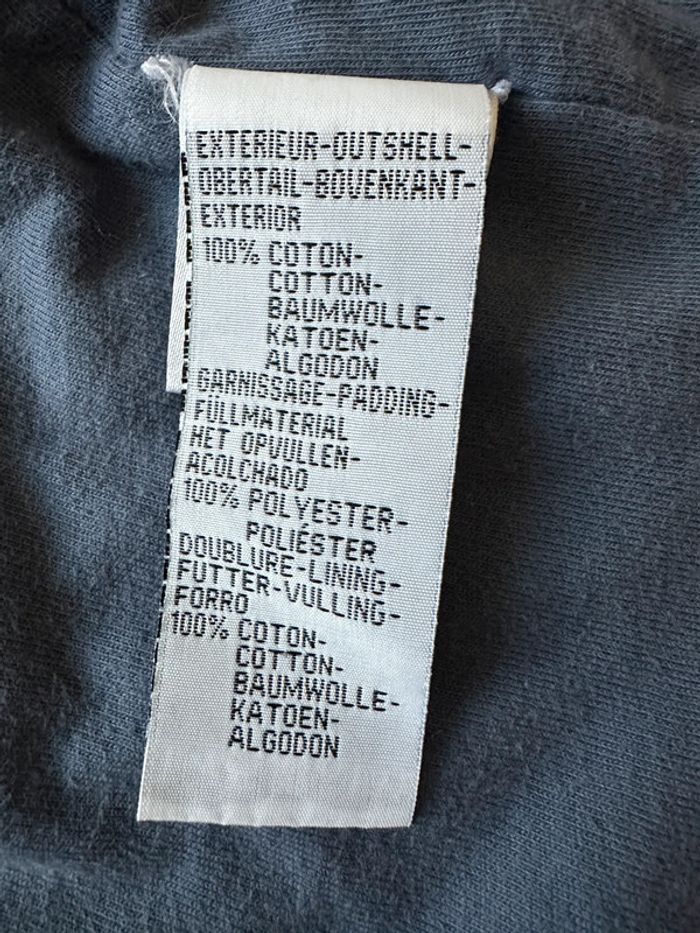 EXTERIEUR-OUTSHELL-
OBERTAIL-BOVENKANT-
EXTERIOR
100% COTON-
COTTON-
BAUMWOLLE-
KATOEN-
ALGODON
GARNISSAGE-PADDING-
FÜLLMATERIAL
HET OPVULLEN-
ACOLCHADO
100% POLYESTER-
POLIÉSTER
DOUBLURE-LINING-
FUTTER-VULLING-
FORRO
100% COTON-
COTTON-
BAUMWOLLE-
KATOEN-
ALGODON